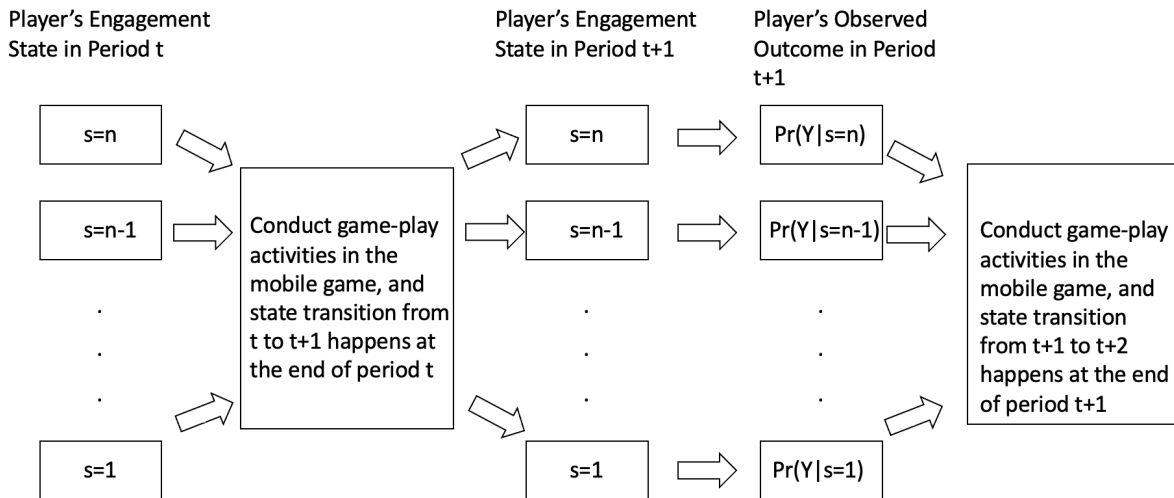 Player's Engagement
State in Period t
Player's Engagement
State in Period t+1
Player's Observed
Outcome in Period
t+1
s=n
s=n
Pr(Y|s=n)
s=n-1
s=n-1
Pr(Y|s=n-1)
.
.
.
.
.
.
.
.
.
s=1
s=1
Pr(Y|s=1)
Conduct game-play
activities in the
mobile game, and
state transition from
t to t+1 happens at
the end of period t
Conduct game-play
activities in the
mobile game, and
state transition
from t+1 to t+2
happens at the end
of period t+1